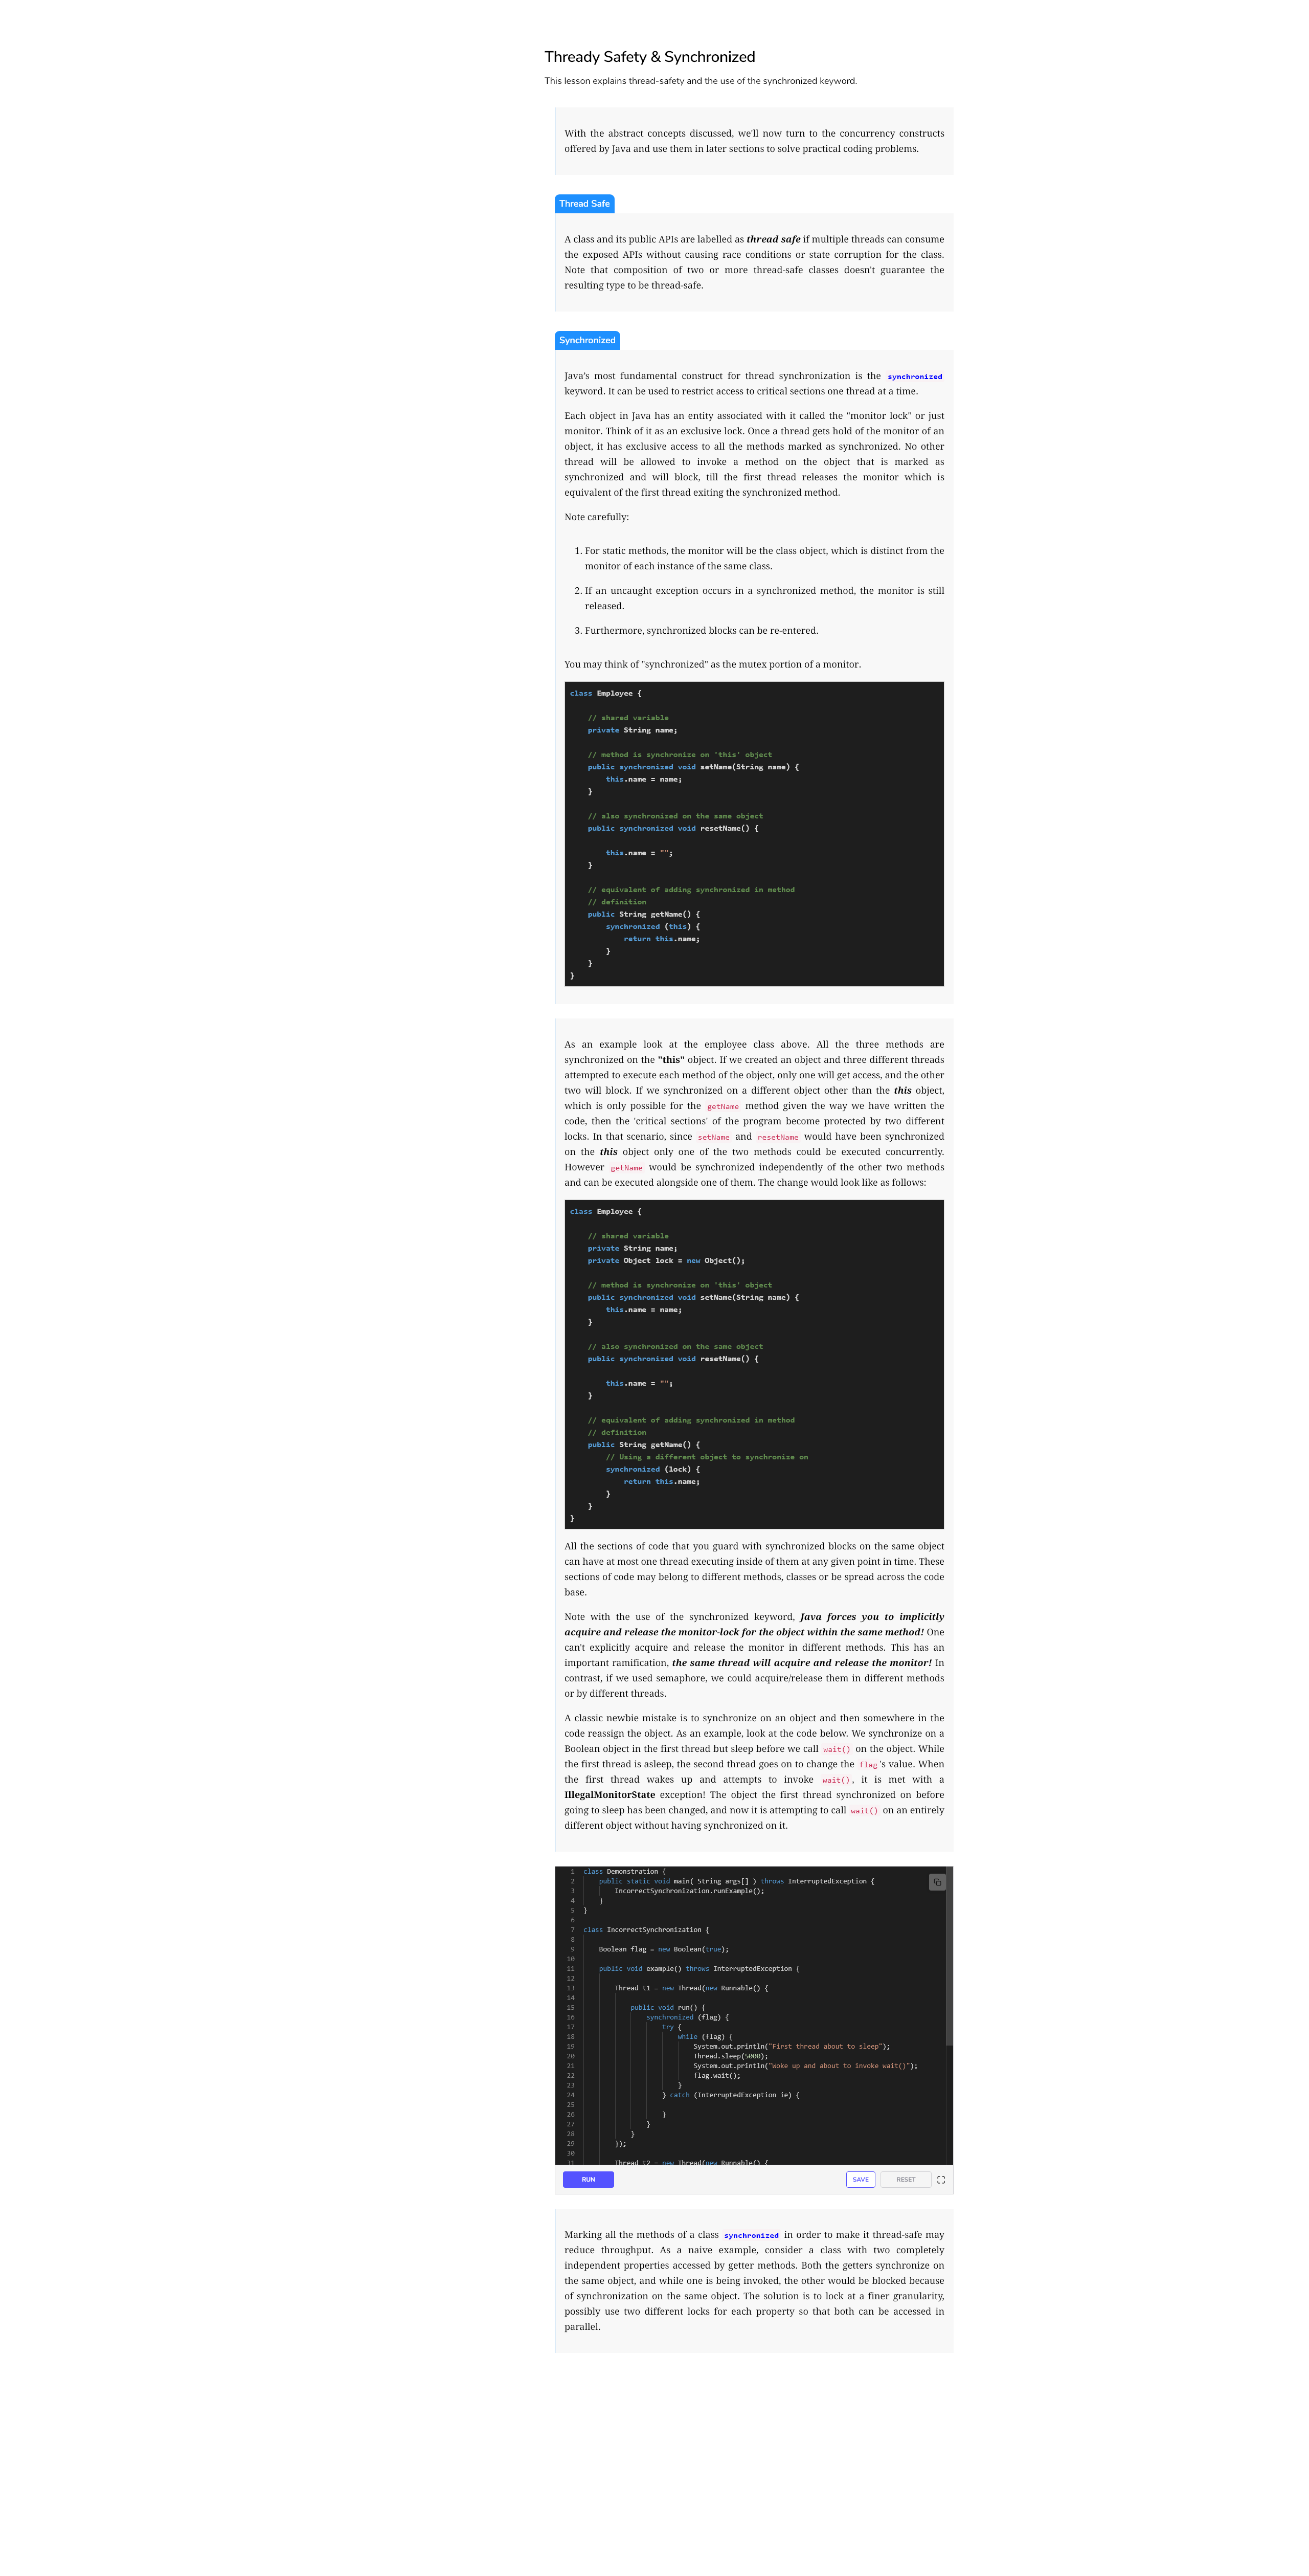 Thready Safety & Synchronized
This lesson explains thread-safety and the use of the synchronized keyword.
With the abstract concepts discussed, we'll now turn to the concurrency constructs
offered by Java and use them in later sections to solve practical coding problems.
Thread Safe
A class and its public APIs are labelled as thread safe if multiple threads can consume
the exposed APIs without causing race conditions or state corruption for the class.
Note that composition of two or more thread-safe classes doesn't guarantee the
resulting type to be thread-safe.
Synchronized
Java's most fundamental construct for thread synchronization is the synchronized
keyword. It can be used to restrict access to critical sections one thread at a time.
Each object in Java has an entity associated with it called the "monitor lock" or just
monitor. Think of it as an exclusive lock. Once a thread gets hold of the monitor of an
object, it has exclusive access to all the methods marked as synchronized. No other
thread will be allowed to invoke a method on the object that is marked as
synchronized and will block, till the first thread releases the monitor which is
equivalent of the first thread exiting the synchronized method.
Note carefully:
1. For static methods, the monitor will be the class object, which is distinct from the
monitor of each instance of the same class.
2. If an uncaught exception occurs in a synchronized method, the monitor is still
released.
3. Furthermore, synchronized blocks can be re-entered.
You may think of "synchronized" as the mutex portion of a monitor.
class Employee {
// shared variable
private String name;
// method is synchronize on 'this' object
public synchronized void setName(String name) {
this.name = name;
}
// also synchronized on the same object
public synchronized void resetName() {
this.name = "";
}
// equivalent of adding synchronized in method
// definition
public String getName() {
synchronized (this) {
return this.name;
}
}
}
As an example look at the employee class above. All the three methods are
synchronized on the "this" object. If we created an object and three different threads
attempted to execute each method of the object, only one will get access, and the other
two will block. If we synchronized on a different object other than the this object,
which is only possible for the getName method given the way we have written the
code, then the 'critical sections' of the program become protected by two different
locks. In that scenario, since setName and resetName would have been synchronized
on the this object only one of the two methods could be executed concurrently.
However getName would be synchronized independently of the other two methods
and can be executed alongside one of them. The change would look like as follows:
class Employee {
// shared variable
private String name;
private Object lock = new Object();
// method is synchronize on 'this' object
public synchronized void setName(String name) {
this.name = name;
}
// also synchronized on the same object
public synchronized void resetName() {
this.name = "";
}
// equivalent of adding synchronized in method
// definition
public String getName() {
// Using a different object to synchronize on
synchronized (lock) {
return this.name;
}
}
}
All the sections of code that you guard with synchronized blocks on the same object
can have at most one thread executing inside of them at any given point in time. These
sections of code may belong to different methods, classes or be spread across the code
base.
Note with the use of the synchronized keyword, Java forces you to implicitly
acquire and release the monitor-lock for the object within the same method! One
can't explicitly acquire and release the monitor in different methods. This has an
important ramification, the same thread will acquire and release the monitor! In
contrast, if we used semaphore, we could acquire/release them in different methods
or by different threads.
A classic newbie mistake is to synchronize on an object and then somewhere in the
code reassign the object. As an example, look at the code below. We synchronize on a
Boolean object in the first thread but sleep before we call wait() on the object. While
the first thread is asleep, the second thread goes on to change the flag's value. When
the first thread wakes up and attempts to invoke wait(), it is met with a
IllegalMonitorState exception! The object the first thread synchronized on before
going to sleep has been changed, and now it is attempting to call wait() on an entirely
different object without having synchronized on it.
1 class Demonstration {
2 public static void main( String args[] ) throws InterruptedException {
3 IncorrectSynchronization.runExample();
4 }
5 }
6
7 class IncorrectSynchronization {
8
9 Boolean flag = new Boolean(true);
10
11 public void example() throws InterruptedException {
12
13 Thread t1 = new Thread(new Runnable() {
14
15 public void run() {
16 synchronized (flag) {
17 try {
18 while (flag) {
19 System.out.println("First thread about to sleep");
20 Thread.sleep(5000);
21 System.out.println("Woke up and about to invoke wait()");
22 flag.wait();
23 }
24 } catch (InterruptedException ie) {
25
26 }
27 }
28 }
29 });
30
31 Thread t2 = new Thread(new Runnable() {
RUN SAVE RESET
Marking all the methods of a class synchronized in order to make it thread-safe may
reduce throughput. As a naive example, consider a class with two completely
independent properties accessed by getter methods. Both the getters synchronize on
the same object, and while one is being invoked, the other would be blocked because
of synchronization on the same object. The solution is to lock at a finer granularity,
possibly use two different locks for each property so that both can be accessed in
parallel.